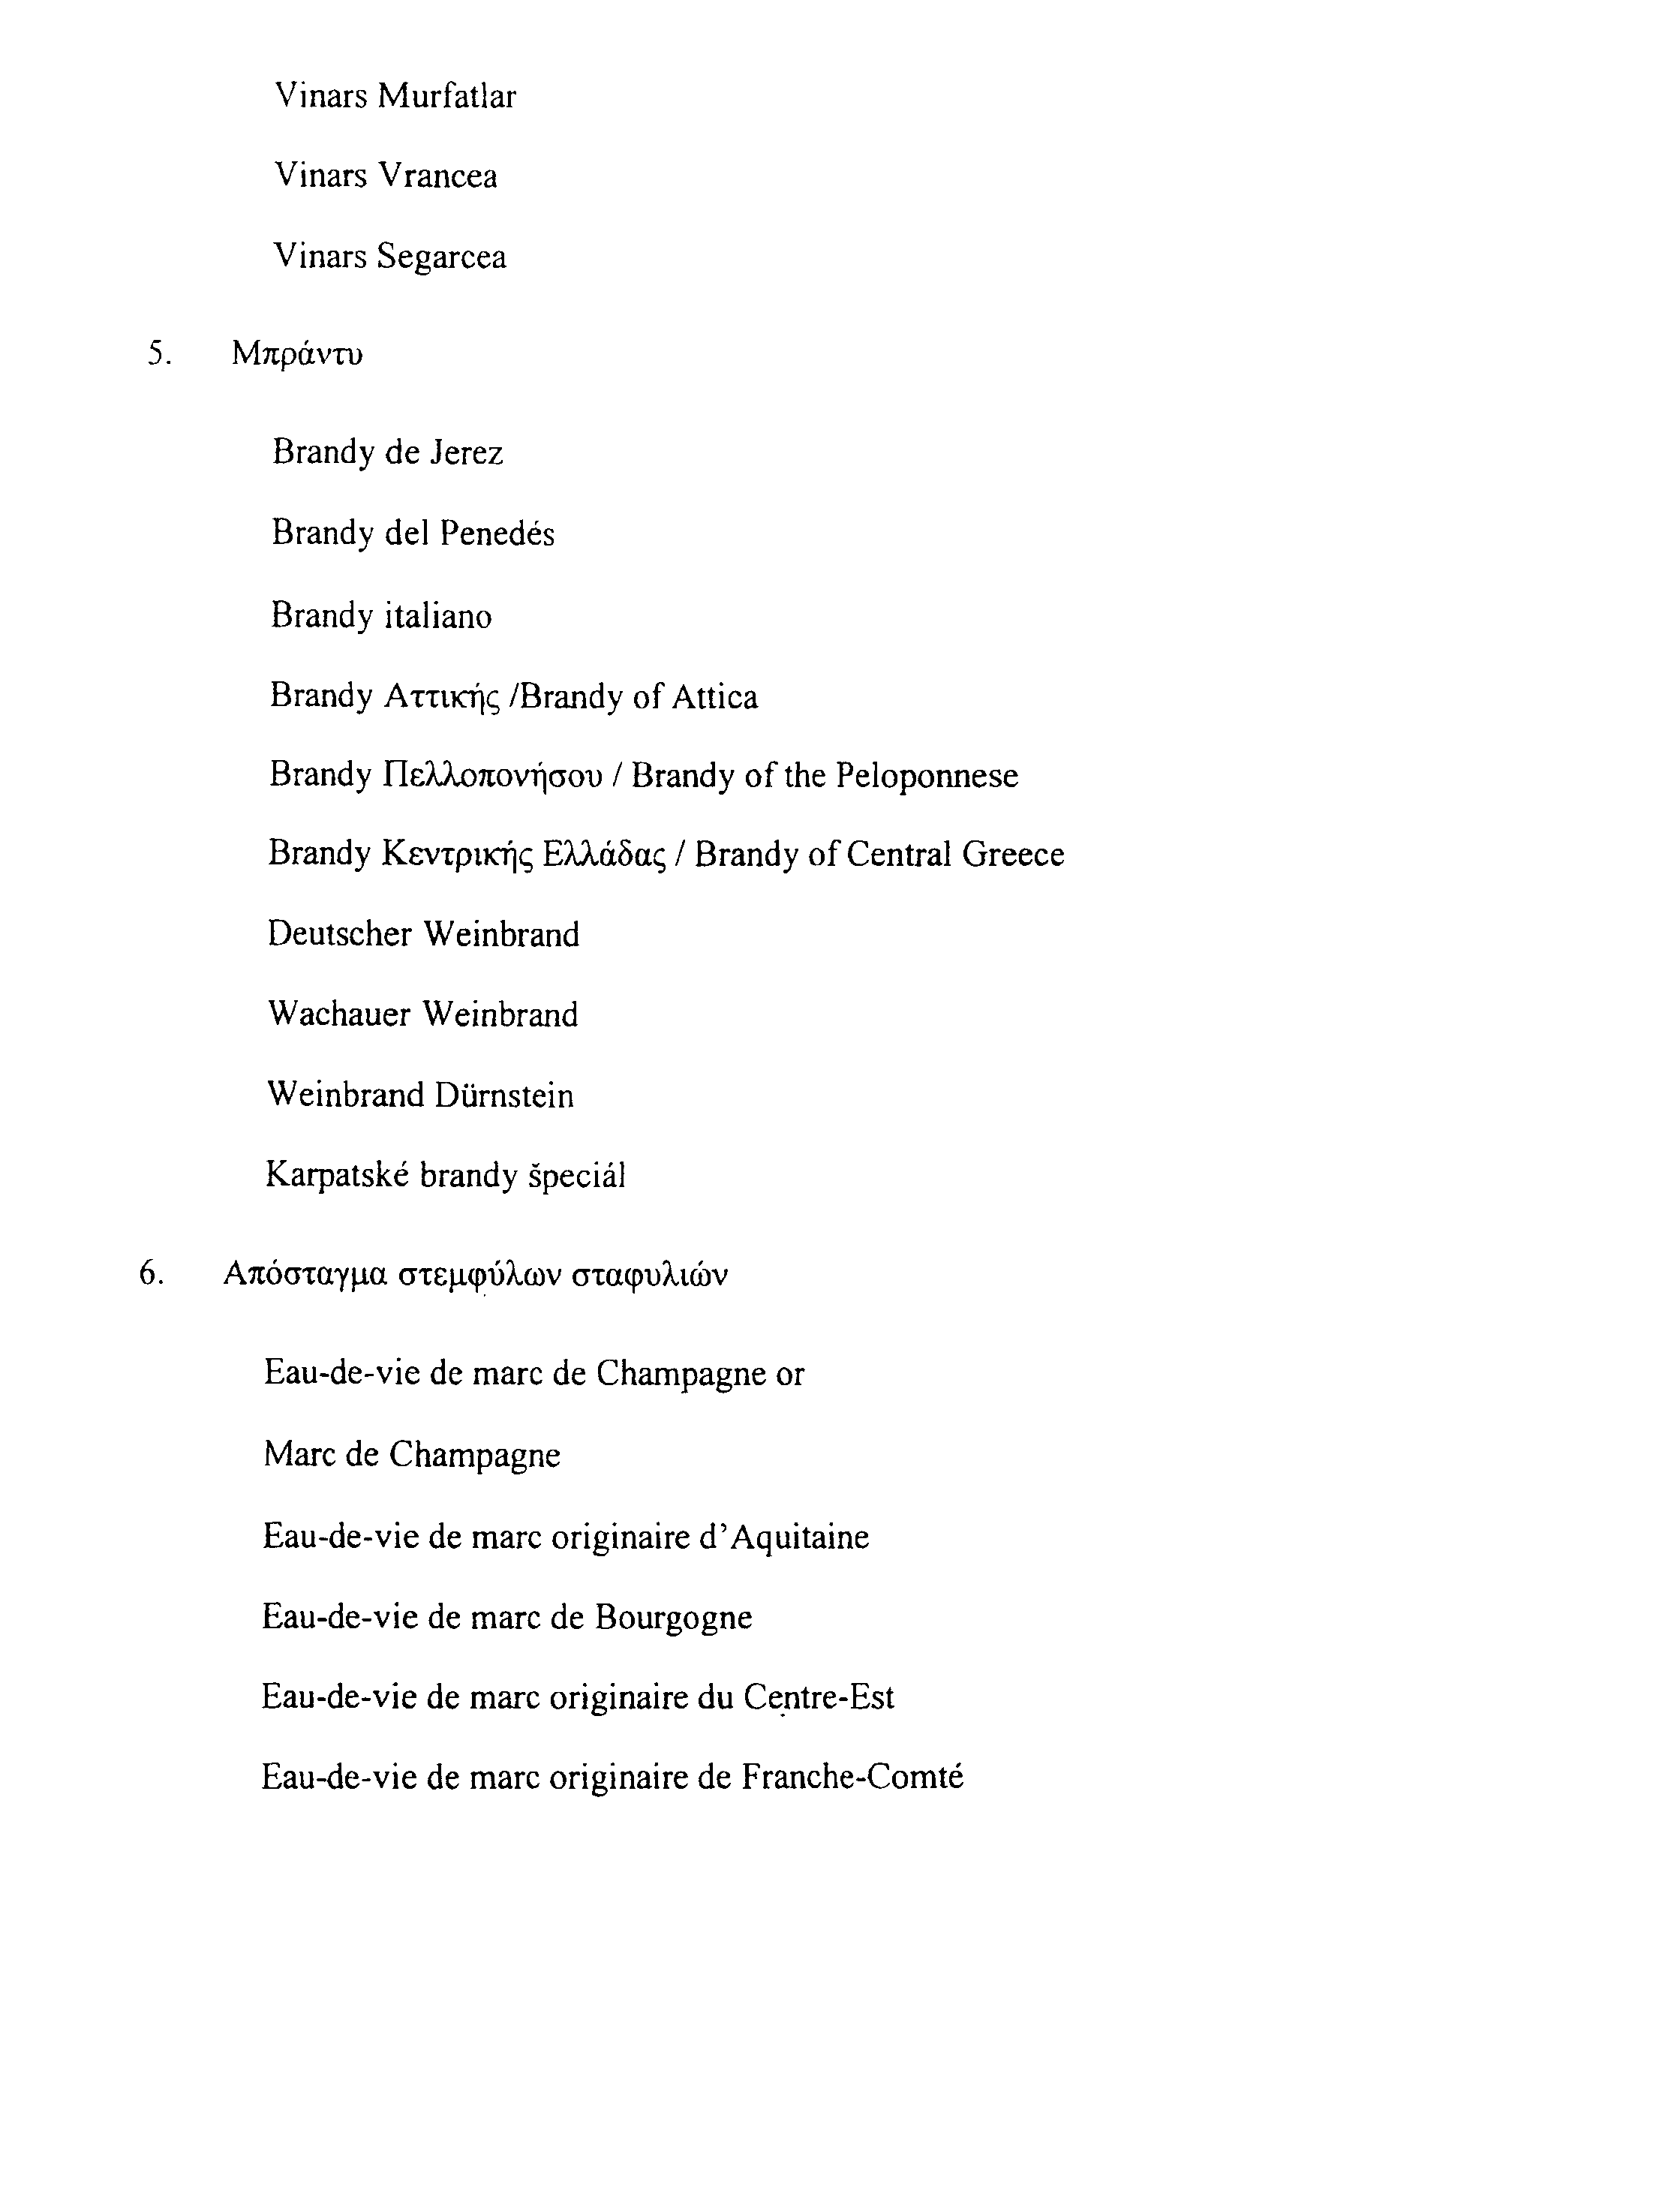 Vinars Murfatlar
Vinars Vrancea
Vinars Segarcea
5. Μπράντυ
Brandy de Jerez
Brandy del Penedés
Brandy italiano
Brandy Αττικής /Brandy of Attica
Brandy Πελλοπονήσου / Brandy of the Peloponnese
Brandy Κεντρικής Ελλάδας / Brandy of Central Greece
Deutscher Weinbrand
Wachauer Weinbrand
Weinbrand Dürnstein
Karpatské brandy špeciál
6. Απόσταγμα στεμφύλων σταφυλιών
Eau-de-vie de marc de Champagne or
Marc de Champagne
Eau-de-vie de marc originaire d’Aquitaine
Eau-de-vie de marc de Bourgogne
Eau-de-vie de marc originaire du Centre-Est
Eau-de-vie de marc originaire de Franche-Comté